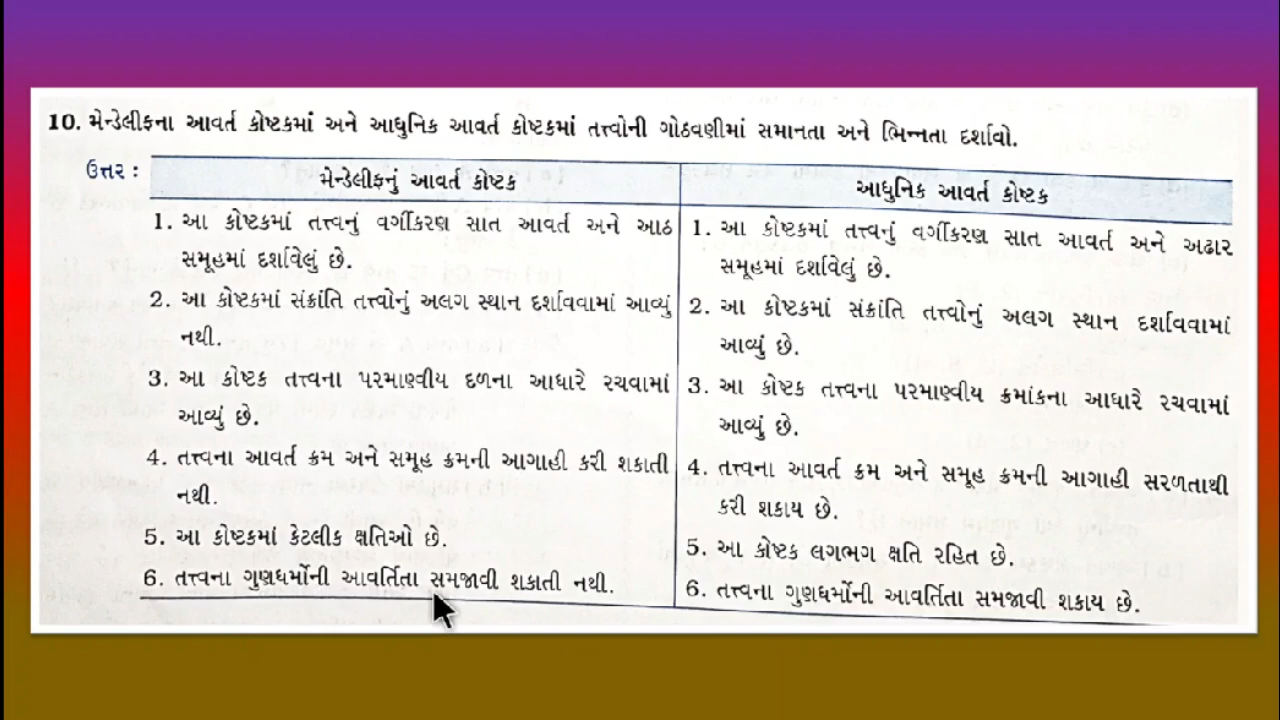 10. મેન્ડેલીફના આવર્ત કોષ્ટકમાં અને આધુનિક આવર્ત કોષ્ટકમાં તત્ત્વોની ગોઠવણીમાં સમાનતા અને ભિન્નતા દર્શાવો.
ઉત્તર :
મેન્ડેલીફનું આવર્ત કોષ્ટક
1. આ કોષ્ટકમાં તત્ત્વનું વર્ગીકરણ સાત આવર્ત અને આઠ
સમૂહમાં દર્શાવેલું છે.
2. આ કોષ્ટકમાં સંક્રાંતિ તત્ત્વોનું અલગ સ્થાન દર્શાવવામાં આવ્યું
નથી.
3. આ કોષ્ટક તત્ત્વના પરમાણ્વીય દળના આધારે રચવામાં
આવ્યું છે.
4. તત્ત્વના આવર્ત ક્રમ અને સમૂહ ક્રમની આગાહી કરી શકાતી
નથી.
5. આ કોષ્ટકમાં કેટલીક ક્ષતિઓ છે.
6. તત્ત્વના ગુણધર્મોની આવર્તિતા સમજાવી શકાતી નથી.
આધુનિક આવર્ત કોષ્ટક
1. આ કોષ્ટકમાં તત્ત્વનું વર્ગીકરણ સાત આવર્ત અને અઢાર
સમૂહમાં દર્શાવેલું છે.
2. આ કોષ્ટકમાં સંક્રાંતિ તત્ત્વોનું અલગ સ્થાન દર્શાવવામાં
આવ્યું છે.
3. આ કોષ્ટક તત્ત્વના પરમાણ્વીય ક્રમાંકના આધારે રચવામાં
આવ્યું છે.
4. તત્ત્વના આવર્ત ક્રમ અને સમૂહ ક્રમની આગાહી સરળતાથી
કરી શકાય છે.
5. આ કોષ્ટક લગભગ ક્ષતિ રહિત છે.
6. તત્ત્વના ગુણધર્મોની આવર્તિતા સમજાવી શકાય છે.